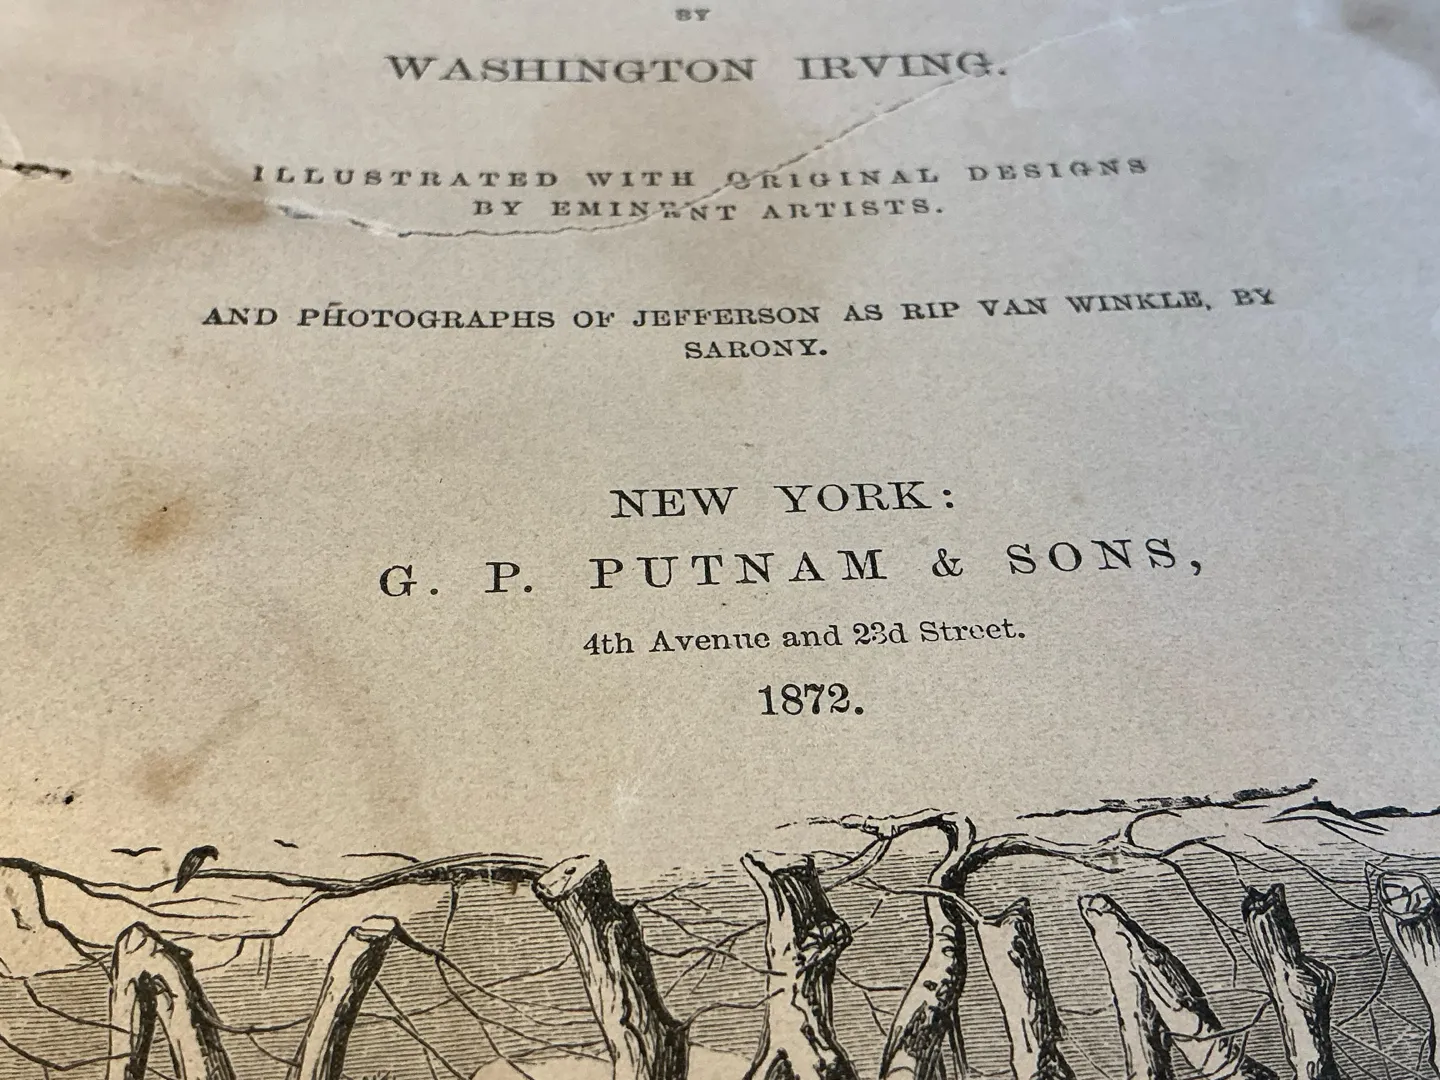 BY
WASHINGTON IRVING.
ILLUSTRATED WITH ORIGINAL DESIGNS
BY EMINENT ARTISTS.
AND PHOTOGRAPHS OF JEFFERSON AS RIP VAN WINKLE, BY
SARONY.
NEW YORK:
G. P. PUTNAM & SONS,
4th Avenue and 23d Street.
1872.